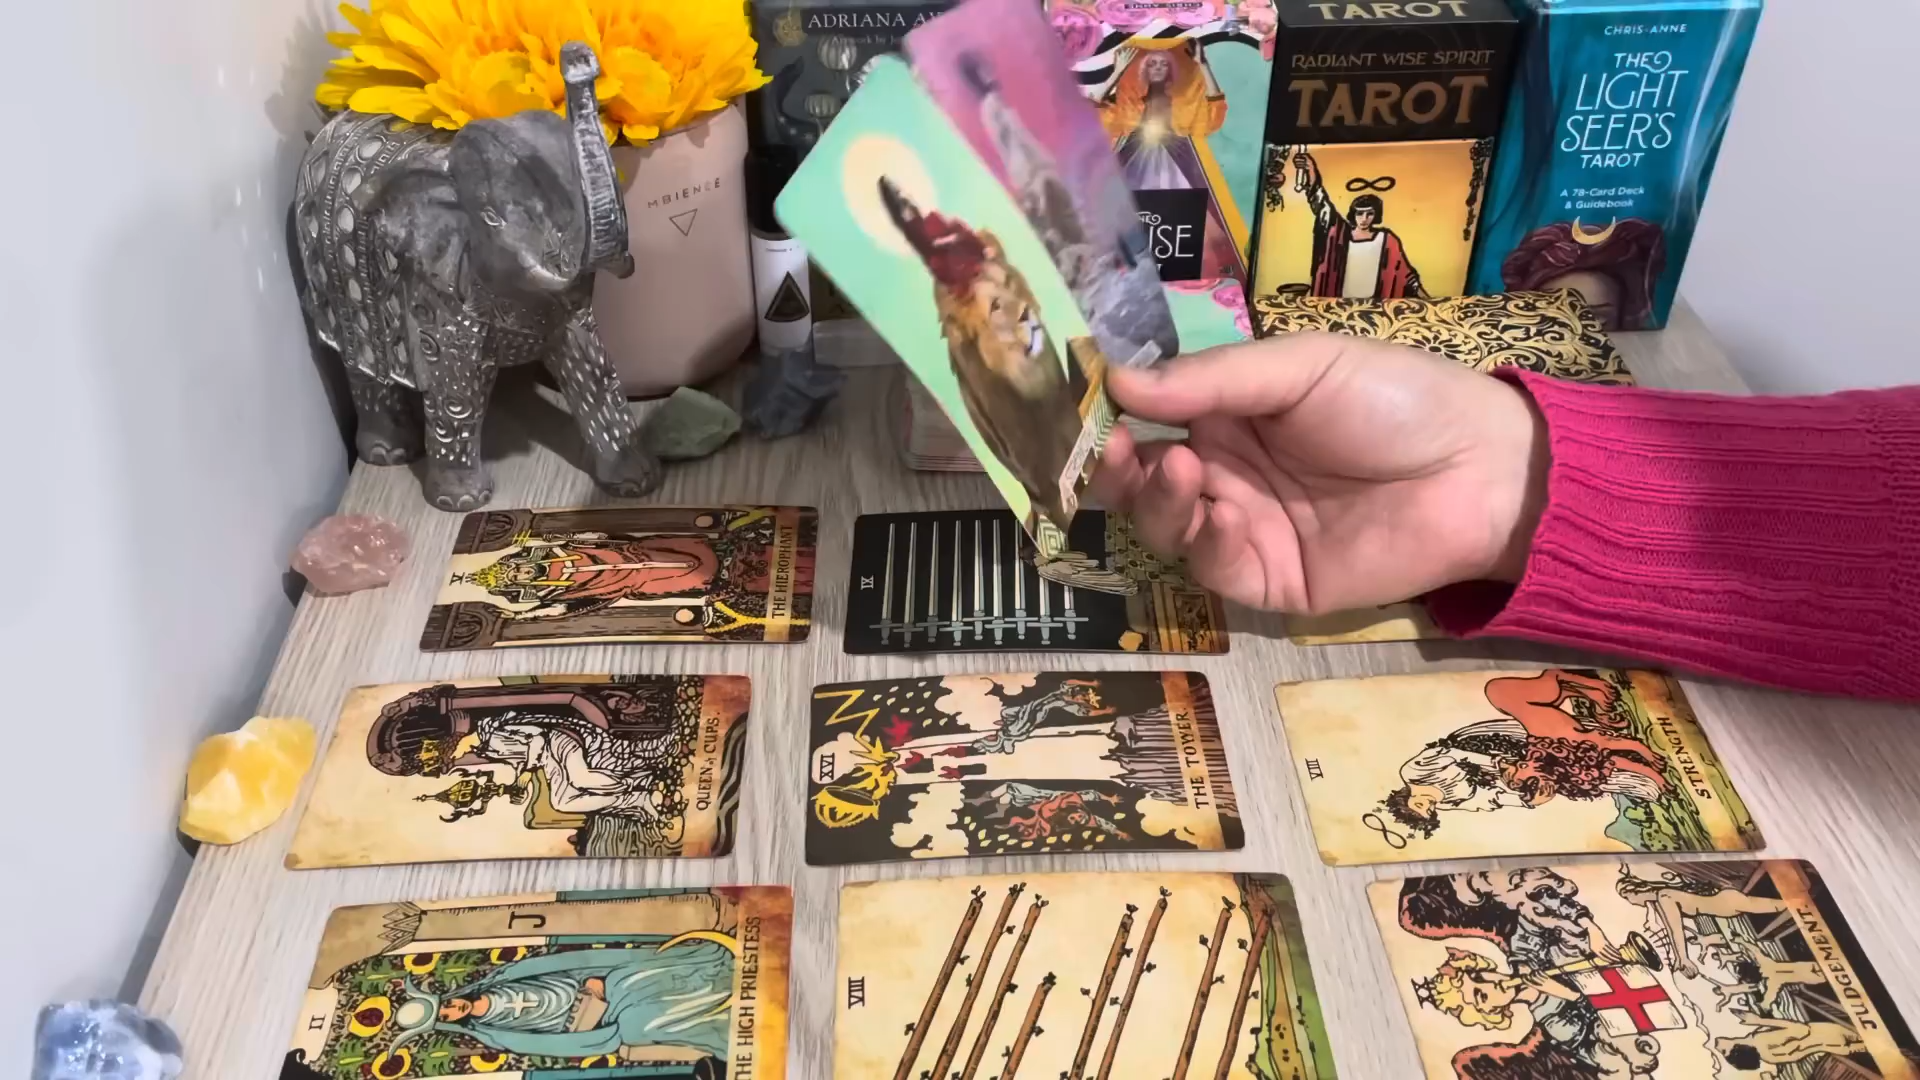 ADRIANA
TAROT
RADIANT WISE SPIRIT
TAROT
CHRIS-ANNE
THE
LIGHT
SEER'S
TAROT
A 78-Card Deck
& Guidebook
MBIENCE
V
THE HIEROPHANT
IX
QUEEN of CUPS.
XVI
THE TOWER.
VIII
STRENGTH
II
J
THE HIGH PRIESTESS
VIII
XX
JUDGEMENT